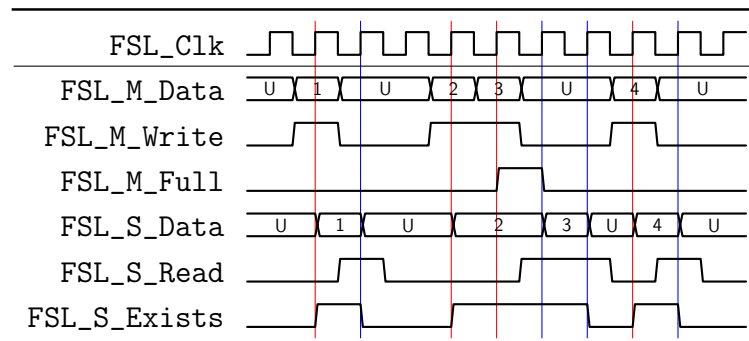 FSL_Clk
FSL_M_Data U 1 U 2 3 U 4 U
FSL_M_Write
FSL_M_Full
FSL_S_Data U 1 U 2 3 U 4 U
FSL_S_Read
FSL_S_Exists